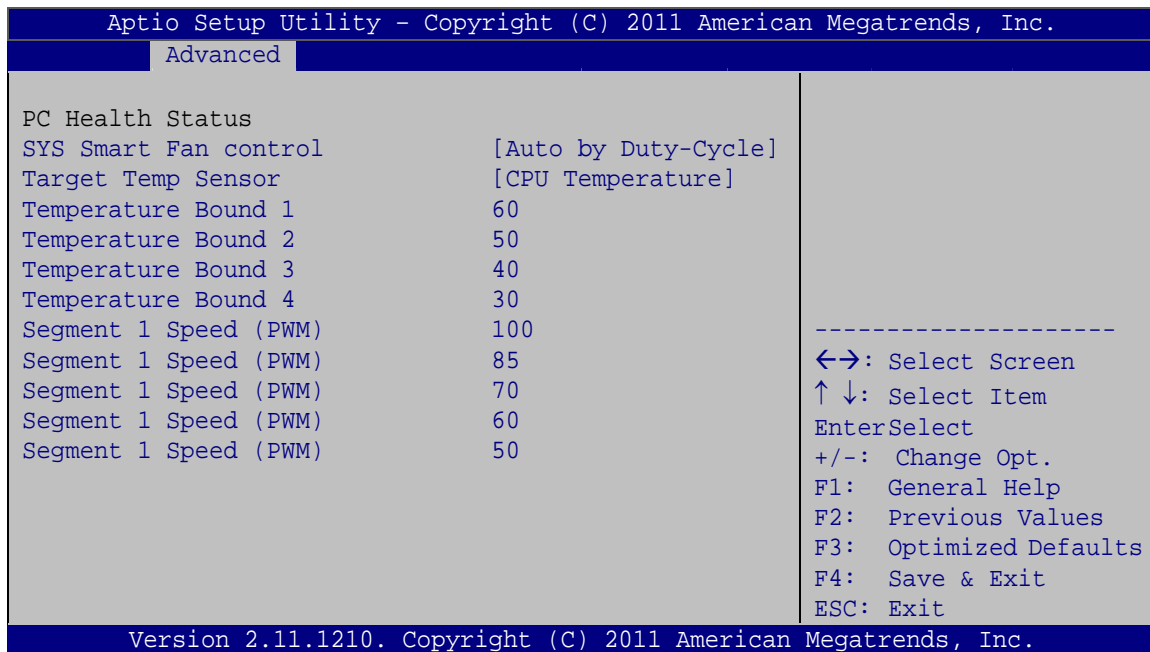 Aptio Setup Utility – Copyright (C) 2011 American Megatrends, Inc.
Advanced
PC Health Status
SYS Smart Fan control [Auto by Duty-Cycle]
Target Temp Sensor [CPU Temperature]
Temperature Bound 1 60
Temperature Bound 2 50
Temperature Bound 3 40
Temperature Bound 4 30
Segment 1 Speed (PWM) 100
Segment 1 Speed (PWM) 85
Segment 1 Speed (PWM) 70
Segment 1 Speed (PWM) 60
Segment 1 Speed (PWM) 50
---------------------
←→: Select Screen
↑ ↓: Select Item
EnterSelect
+/-: Change Opt.
F1: General Help
F2: Previous Values
F3: Optimized Defaults
F4: Save & Exit
ESC: Exit
Version 2.11.1210. Copyright (C) 2011 American Megatrends, Inc.